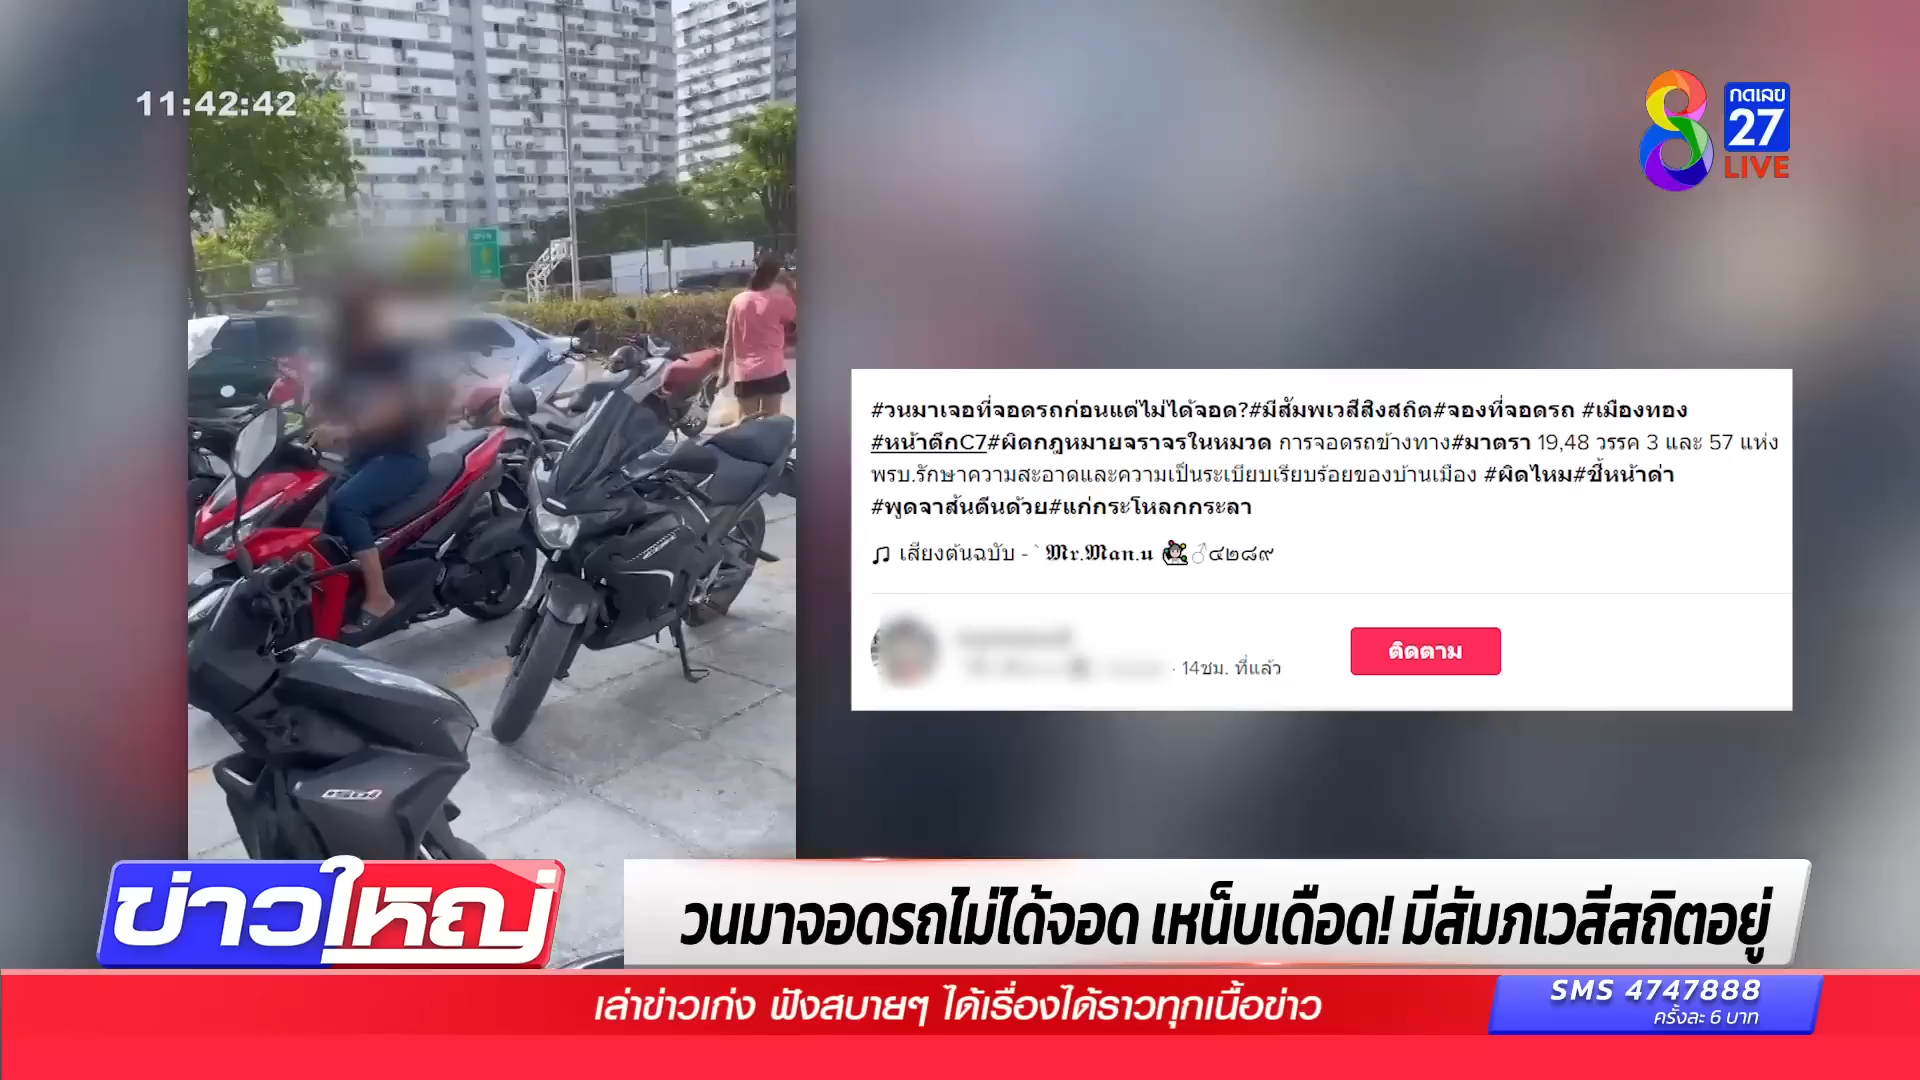 11:42:42
กดเลข
27
LIVE
#วนมาเจอที่จอดรถก่อนแต่ไม่ได้จอด?#มีสัมพเวสีสิงสถิต#จองที่จอดรถ #เมืองทอง
#หน้าตึกC7#ผิดกฎหมายจราจรในหมวด การจอดรถข้างทาง#มาตรา 19,48 วรรค 3 และ 57 แห่ง
พรบ.รักษาความสะอาดและความเป็นระเบียบเรียบร้อยของบ้านเมือง #ผิดไหม#ชี้หน้าด่า
#พูดจาส้นตีนด้วย#แก่กระโหลกกระลา
♫ เสียงต้นฉบับ - ` 𝕸𝖗.𝕸𝖆𝖓.𝖚 ♂๔๒๘๙
· 14ชม. ที่แล้ว
ติดตาม
150i
ข่าวใหญ่
วนมาจอดรถไม่ได้จอด เหน็บเดือด! มีสัมภเวสีสถิตอยู่
เล่าข่าวเก่ง ฟังสบายๆ ได้เรื่องได้ราวทุกเนื้อข่าว
SMS 4747888
ครั้งละ 6 บาท